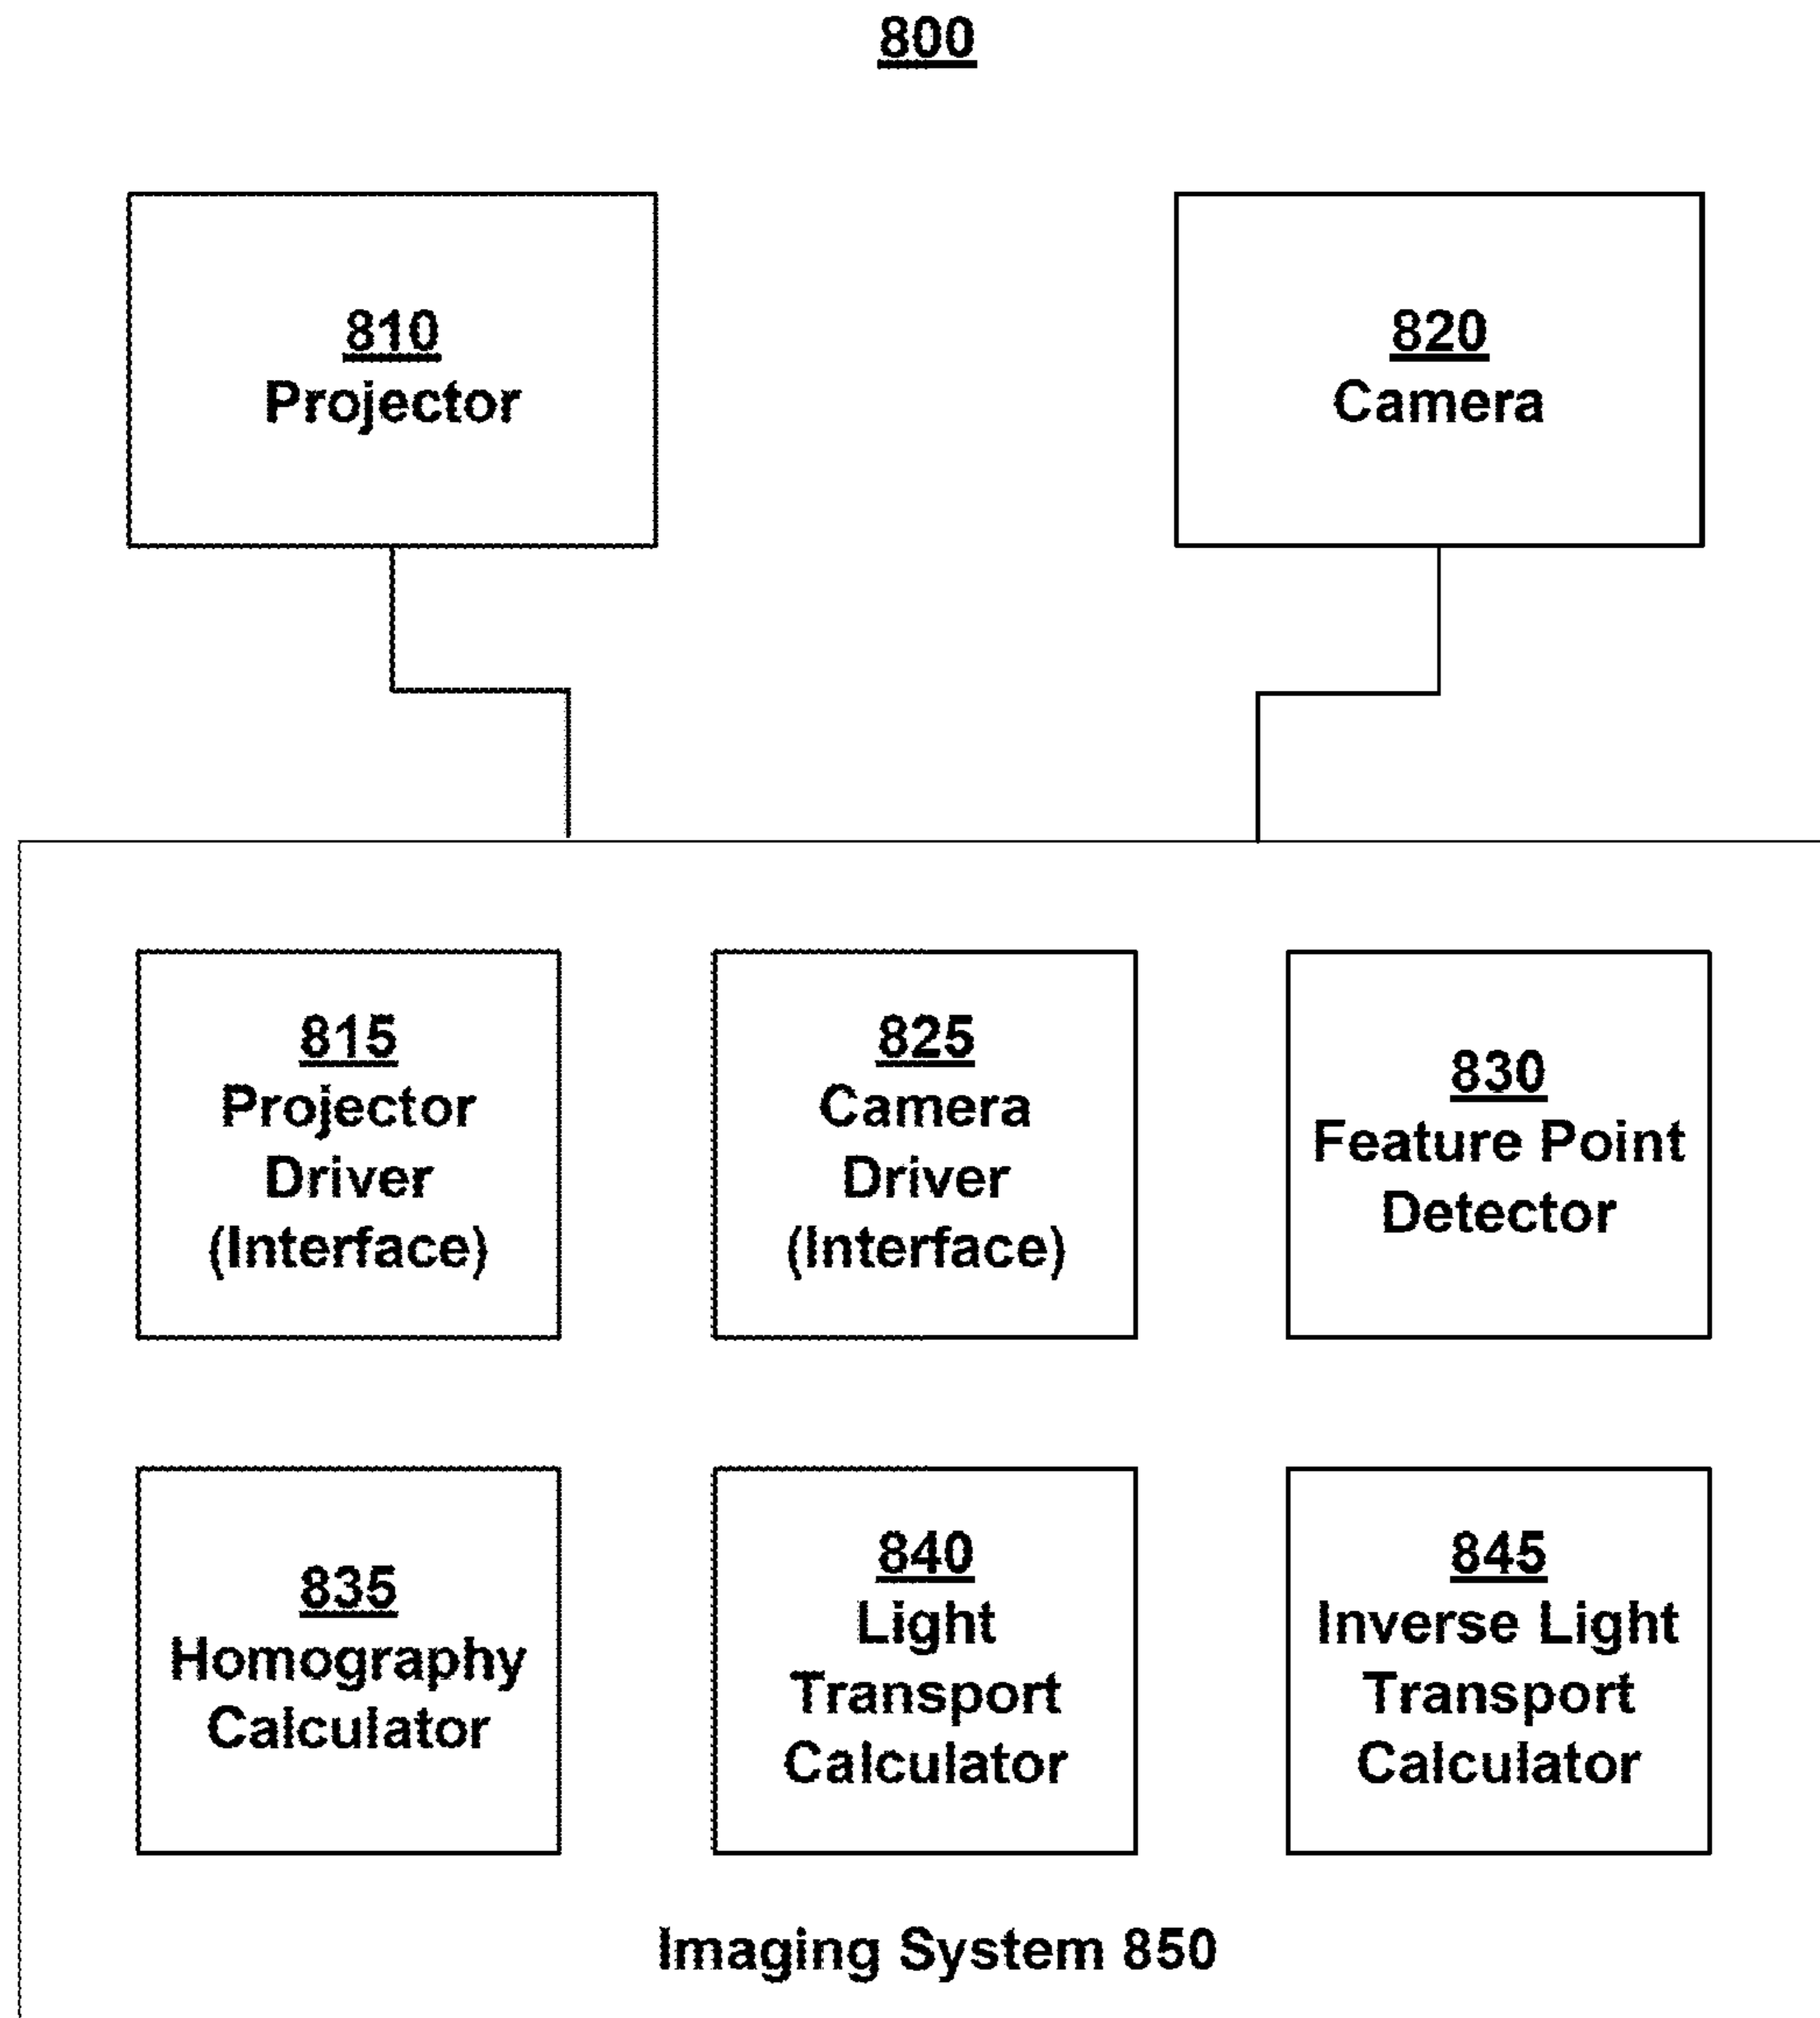 800
810
Projector
820
Camera
815
Projector
Driver
(Interface)
825
Camera
Driver
(Interface)
830
Feature Point
Detector
835
Homography
Calculator
840
Light
Transport
Calculator
845
Inverse Light
Transport
Calculator
Imaging System 850